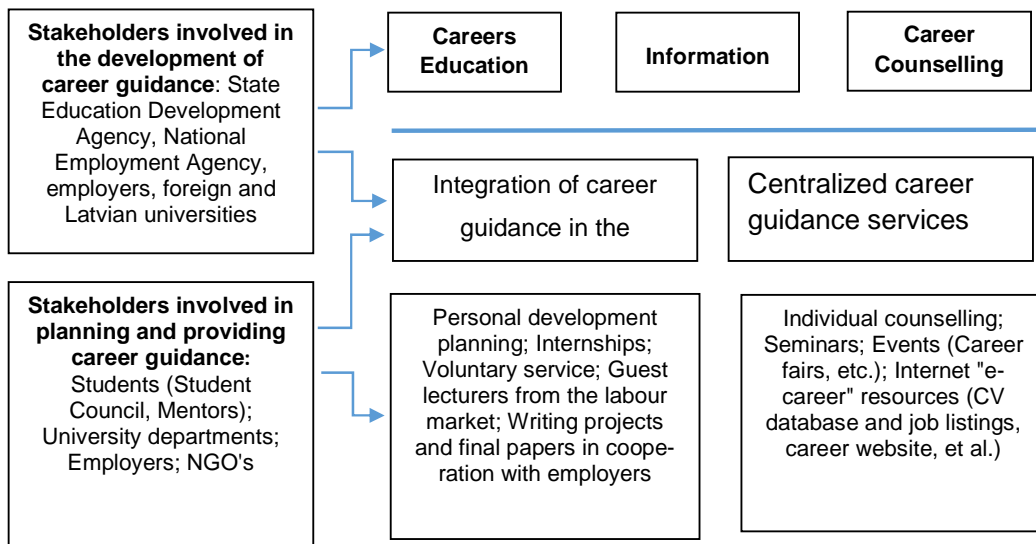 Stakeholders involved in
the development of
career guidance: State
Education Development
Agency, National
Employment Agency,
employers, foreign and
Latvian universities
Careers
Education
Information
Career
Counselling
Integration of career
guidance in the
Centralized career
guidance services
Stakeholders involved in
planning and providing
career guidance:
Students (Student
Council, Mentors);
University departments;
Employers; NGO's
Personal development
planning; Internships;
Voluntary service; Guest
lecturers from the labour
market; Writing projects
and final papers in coope-
ration with employers
Individual counselling;
Seminars; Events (Career
fairs, etc.); Internet "e-
career" resources (CV
database and job listings,
career website, et al.)